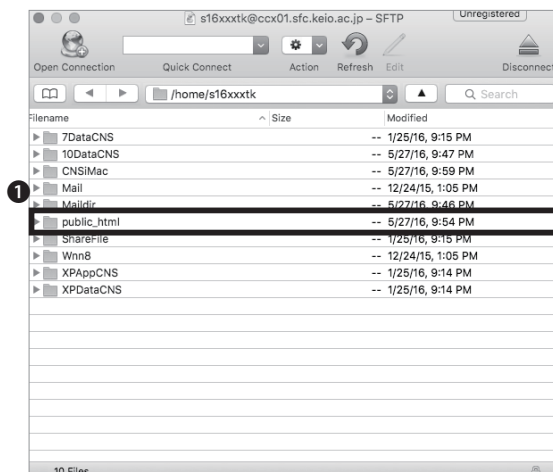 s16xxxtk@ccx01.sfc.keio.ac.jp – SFTP
Unregistered
Open Connection Quick Connect Action Refresh Edit Disconnect
/home/s16xxxtk Search
Filename Size Modified
7DataCNS -- 1/25/16, 9:15 PM
10DataCNS -- 5/27/16, 9:47 PM
CNSiMac -- 5/27/16, 9:59 PM
Mail -- 12/24/15, 1:05 PM
1
Maildir -- 5/27/16, 9:46 PM
public_html -- 5/27/16, 9:54 PM
ShareFile -- 1/25/16, 9:15 PM
Wnn8 -- 12/24/15, 1:05 PM
XPAppCNS -- 1/25/16, 9:14 PM
XPDataCNS -- 1/25/16, 9:14 PM
10 Files